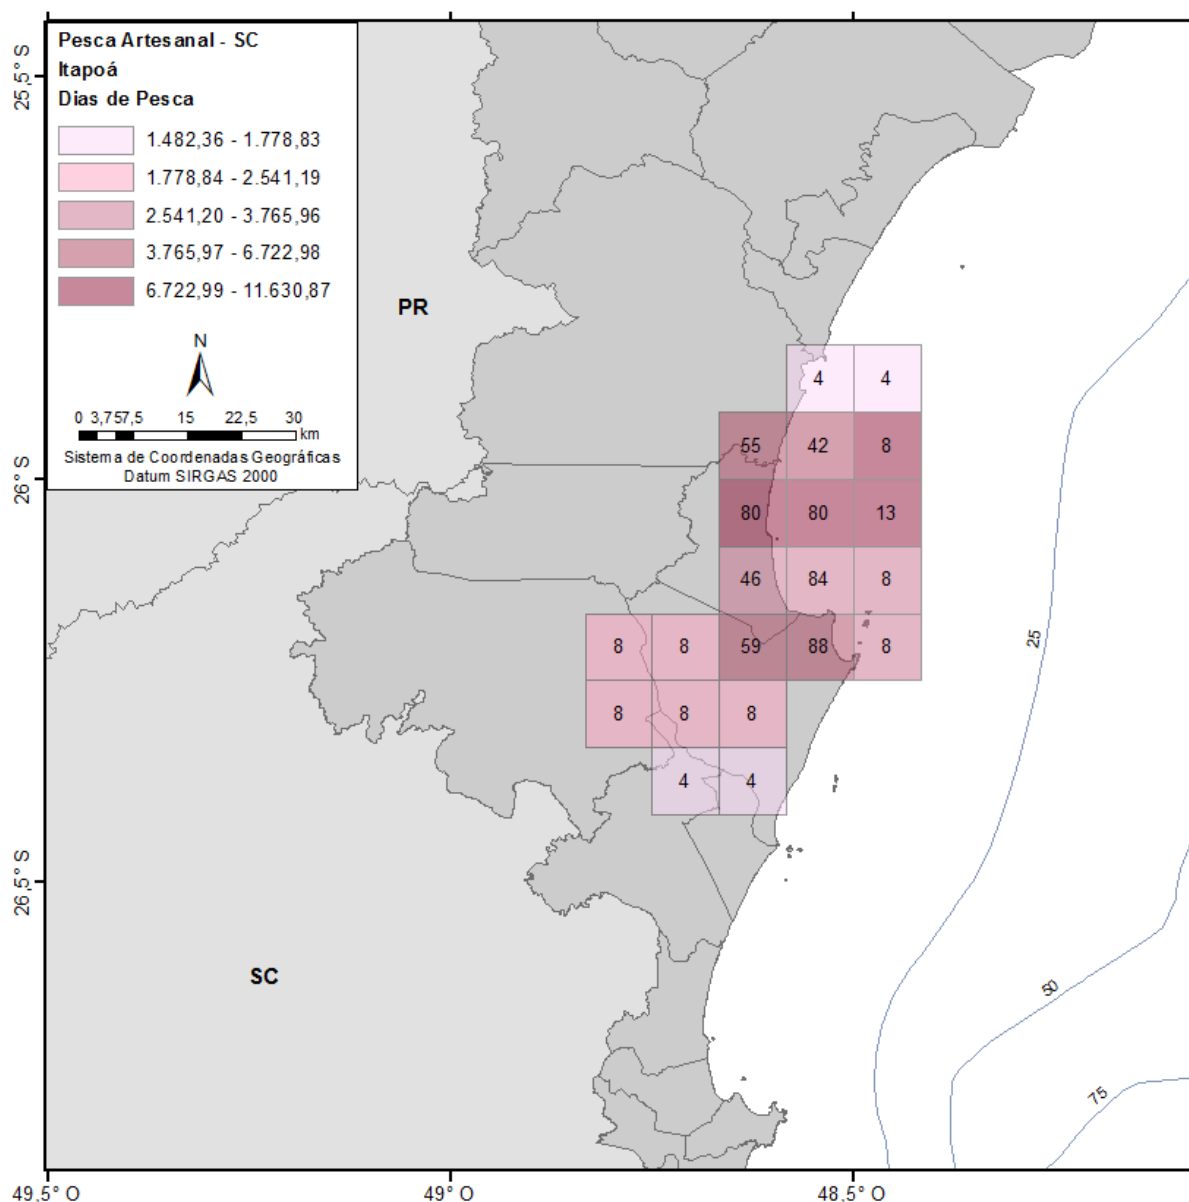 Pesca Artesanal - SC
Itapoá
Dias de Pesca
1.482,36 - 1.778,83
1.778,84 - 2.541,19
2.541,20 - 3.765,96
3.765,97 - 6.722,98
6.722,99 - 11.630,87
N
0 3,757,5 15 22,5 30
km
Sistema de Coordenadas Geográficas
Datum SIRGAS 2000
25,5° S
26° S
26,5° S
PR
SC
4 4
55 42 8
80 80 13
46 84 8
8 8 59 88 8
8 8 8
4 4
25
50
75
49,5° O 49° O 48,5° O